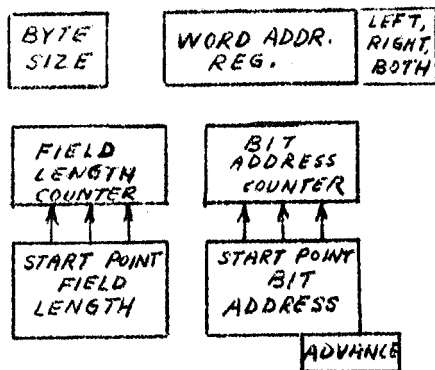 BYTE
SIZE
WORD ADDR.
REG.
LEFT,
RIGHT,
BOTH
FIELD
LENGTH
COUNTER
BIT
ADDRESS
COUNTER
START POINT
FIELD
LENGTH
START POINT
BIT
ADDRESS
ADVANCE